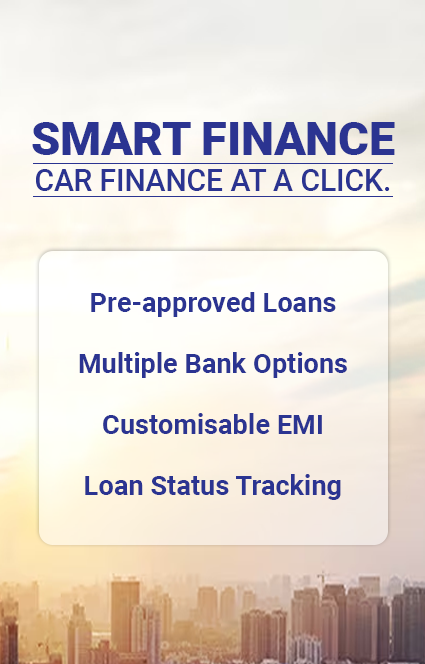 SMART FINANCE
CAR FINANCE AT A CLICK.
Pre-approved Loans
Multiple Bank Options
Customisable EMI
Loan Status Tracking